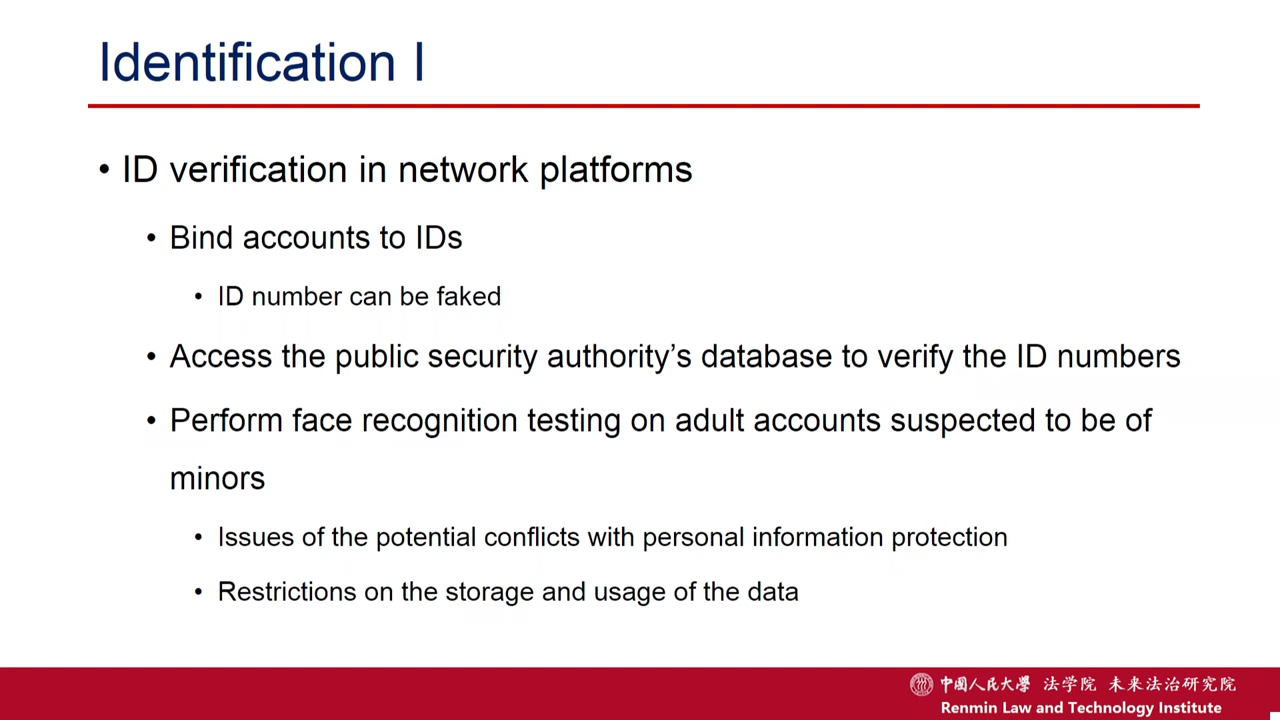 Identification I
• ID verification in network platforms
• Bind accounts to IDs
• ID number can be faked
• Access the public security authority’s database to verify the ID numbers
• Perform face recognition testing on adult accounts suspected to be of
minors
• Issues of the potential conflicts with personal information protection
• Restrictions on the storage and usage of the data
中國人民大學 法学院 未来法治研究院
Renmin Law and Technology Institute